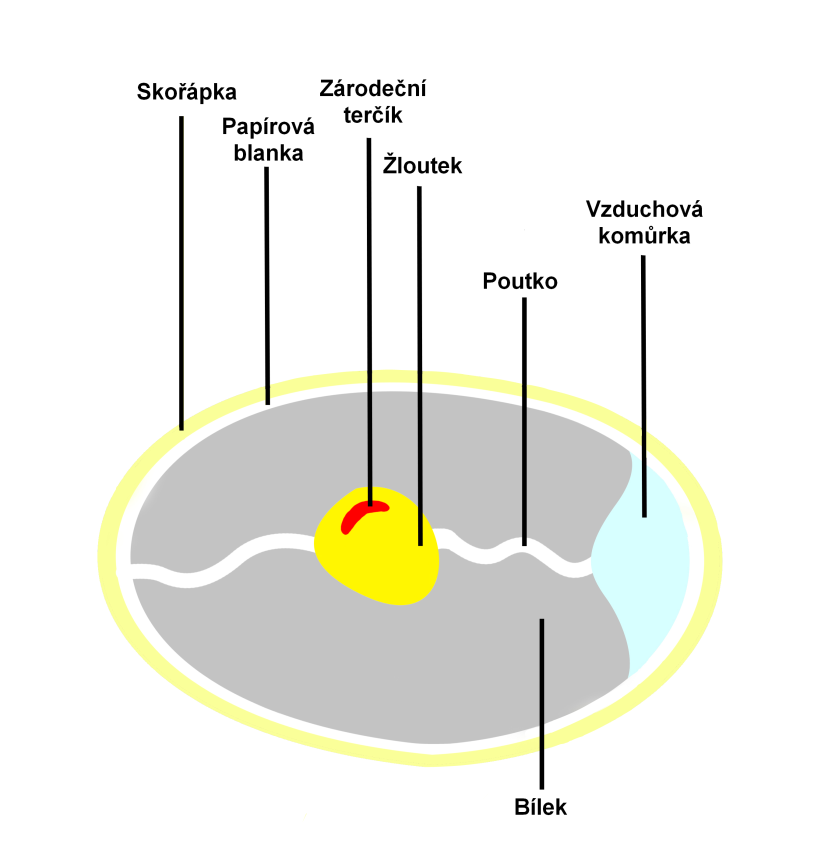 Skořápka
Papírová
blanka
Zárodeční
terčík
Žloutek
Poutko
Vzduchová
komůrka
Bílek